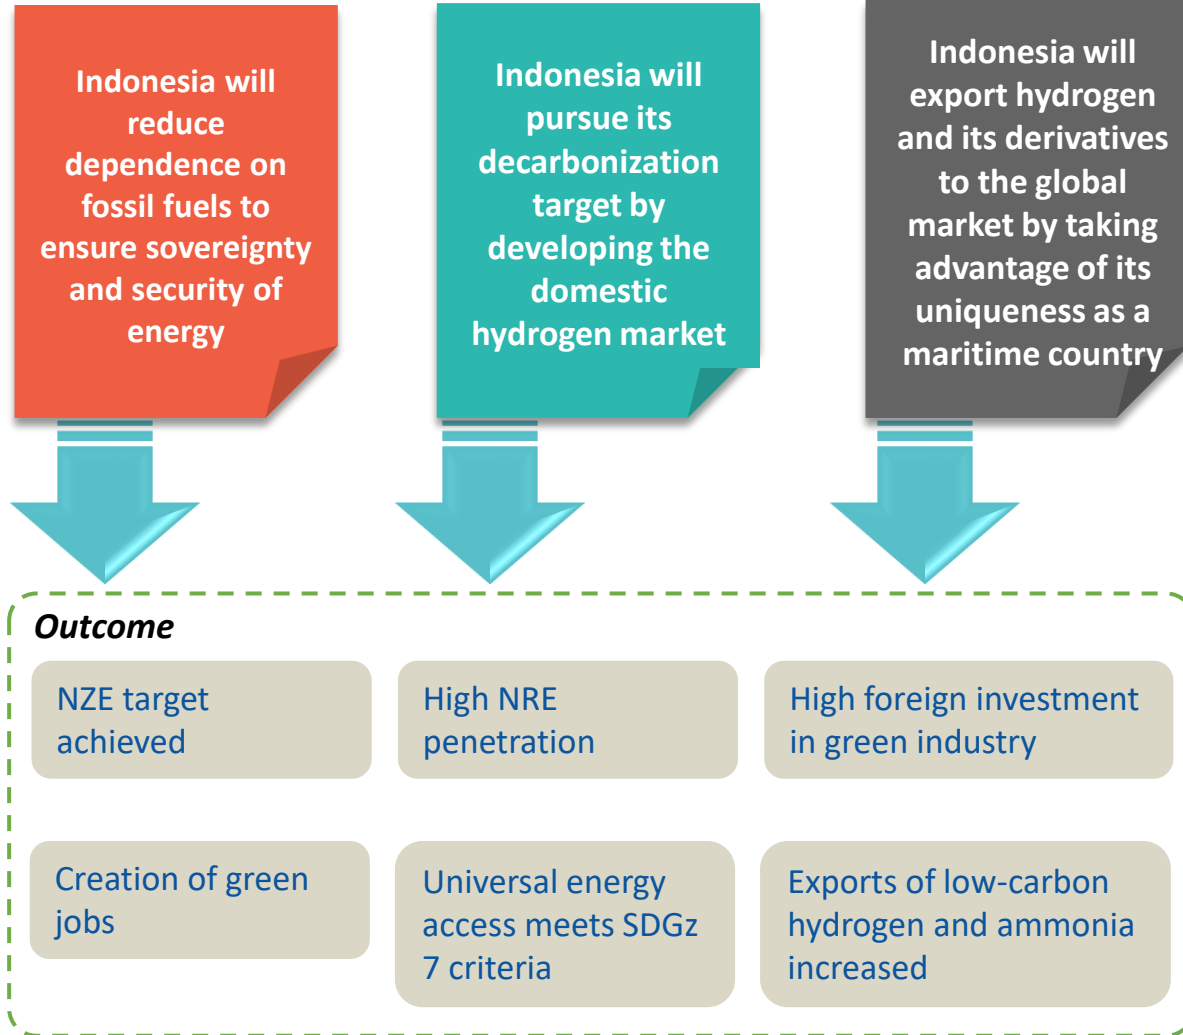 Indonesia will
reduce
dependence on
fossil fuels to
ensure sovereignty
and security of
energy
Indonesia will
pursue its
decarbonization
target by
developing the
domestic
hydrogen market
Indonesia will
export hydrogen
and its derivatives
to the global
market by taking
advantage of its
uniqueness as a
maritime country
Outcome
NZE target
achieved
High NRE
penetration
High foreign investment
in green industry
Creation of green
jobs
Universal energy
access meets SDGz
7 criteria
Exports of low-carbon
hydrogen and ammonia
increased